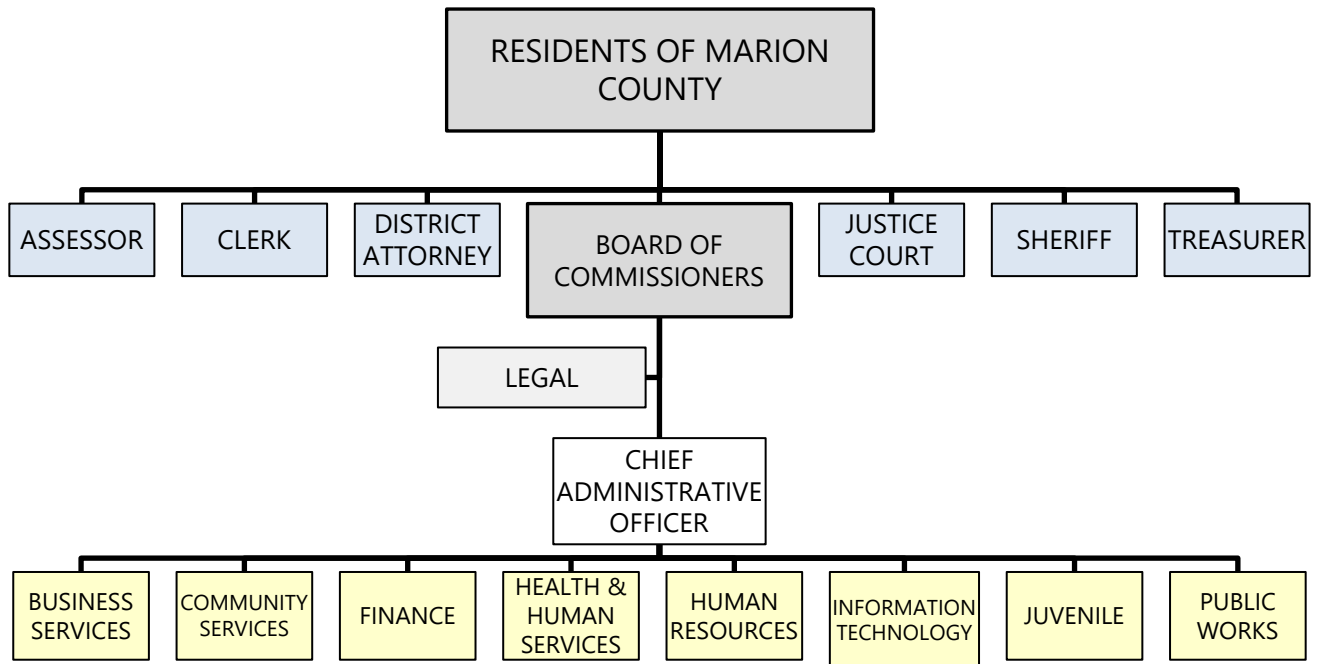 RESIDENTS OF MARION
COUNTY
ASSESSOR
CLERK
DISTRICT
ATTORNEY
BOARD OF
COMMISSIONERS
JUSTICE
COURT
SHERIFF
TREASURER
LEGAL
CHIEF
ADMINISTRATIVE
OFFICER
BUSINESS
SERVICES
COMMUNITY
SERVICES
FINANCE
HEALTH &
HUMAN
SERVICES
HUMAN
RESOURCES
INFORMATION
TECHNOLOGY
JUVENILE
PUBLIC
WORKS